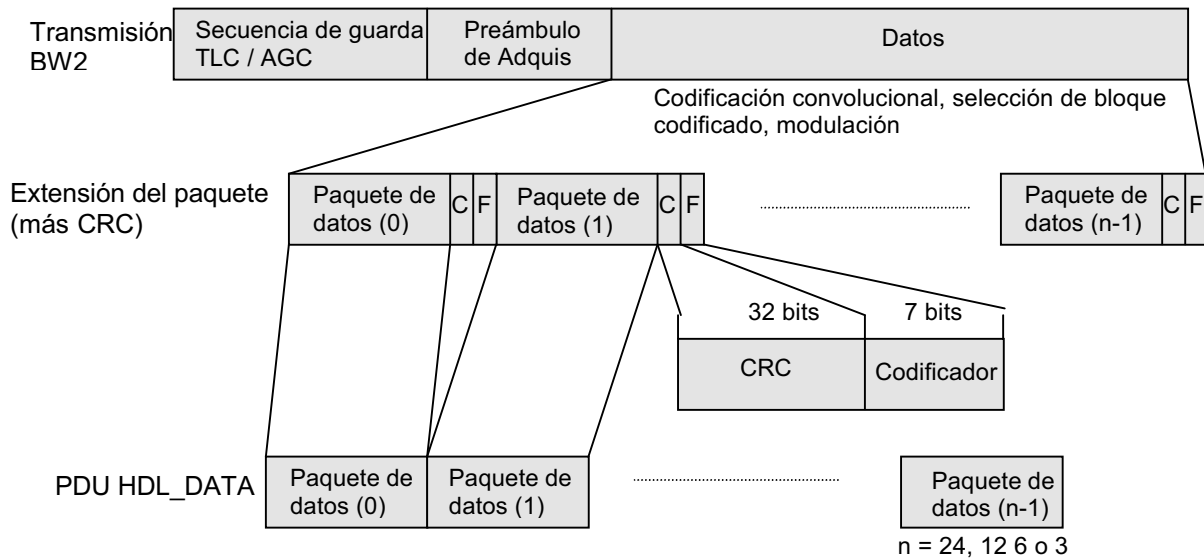 Transmisión
BW2
Secuencia de guarda
TLC / AGC
Preámbulo
de Adquis
Datos
Codificación convolucional, selección de bloque
codificado, modulación
Extensión del paquete
(más CRC)
Paquete de
datos (0)
C
F
Paquete de
datos (1)
C
F
Paquete de
datos (n-1)
C
F
32 bits
7 bits
CRC
Codificador
PDU HDL_DATA
Paquete de
datos (0)
Paquete de
datos (1)
Paquete de
datos (n-1)
n = 24, 12 6 o 3